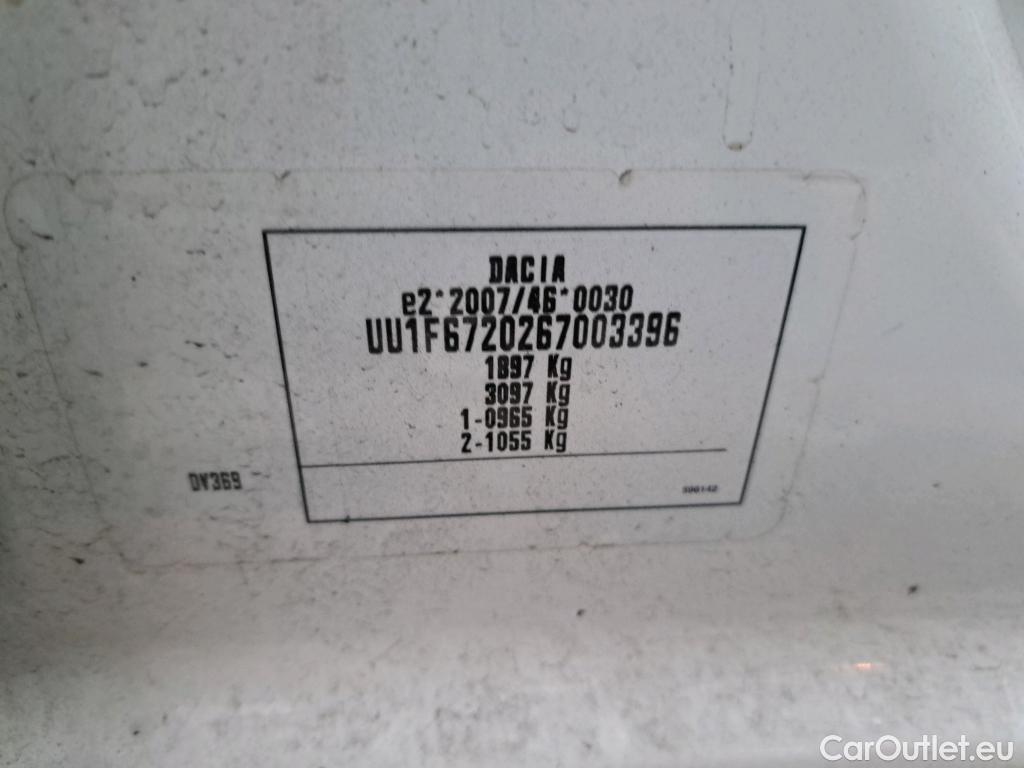 DACIA
e2*2007/46*0030
UU1F6720267003396
1897 Kg
3097 Kg
1-0965 Kg
2-1055 Kg
DV369
CarOutlet.eu